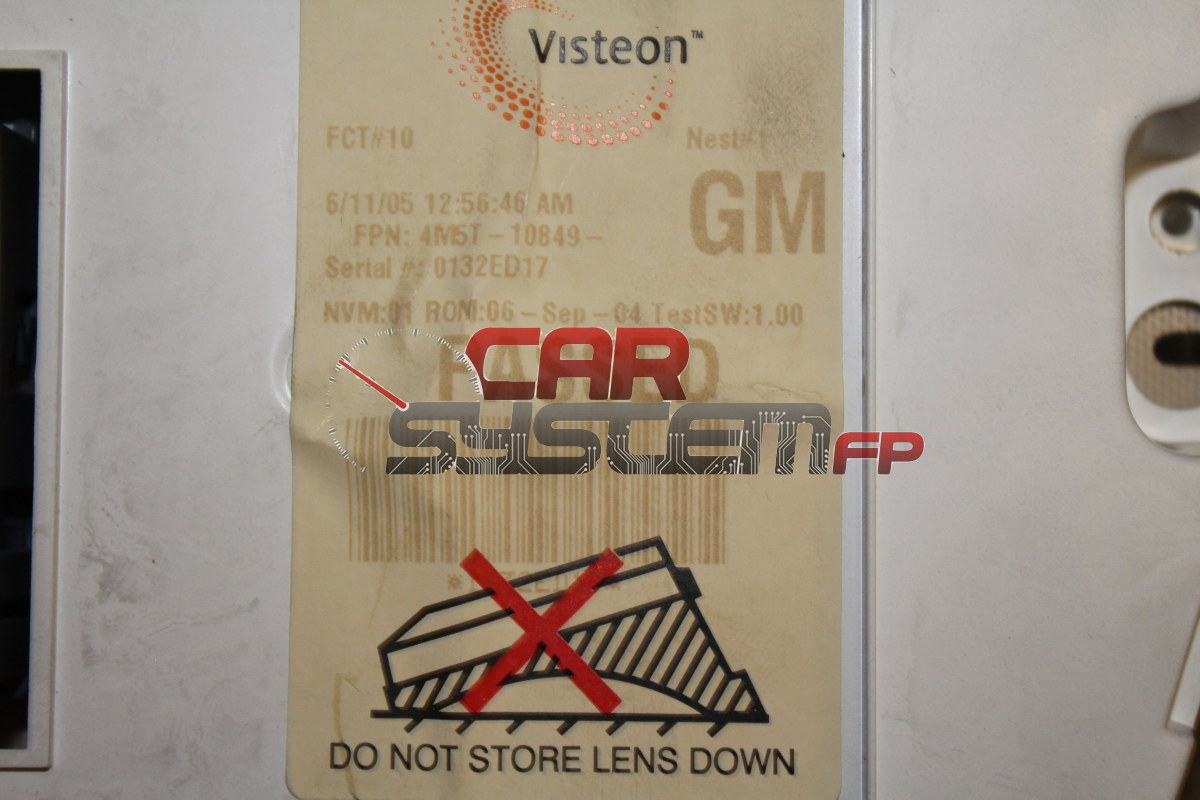 Visteon™
FCT#10 Nest#1
6/11/05 12:56:46 AM
GM
FPN: 4M5T - 10849 -
Serial #: 0132ED17
NVM:01 ROM:06 - Sep - 04 TestSW:1.00
CAR
SYSTEM FP
DO NOT STORE LENS DOWN